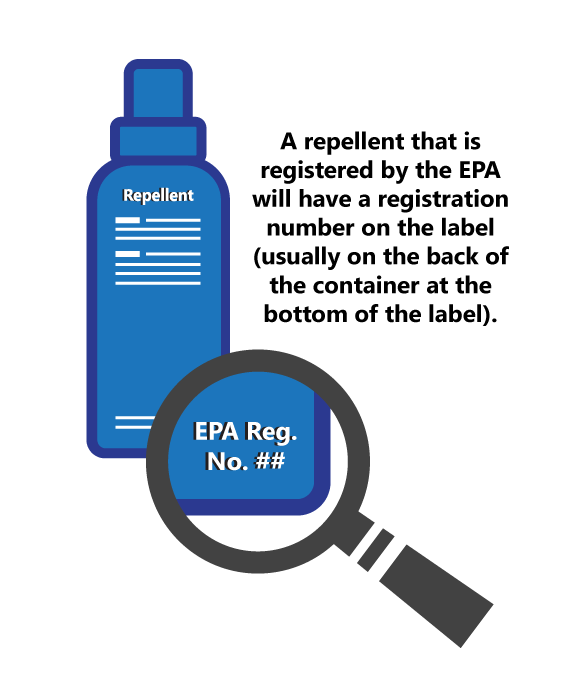 Repellent
A repellent that is
registered by the EPA
will have a registration
number on the label
(usually on the back of
the container at the
bottom of the label).
EPA Reg.
No. ##